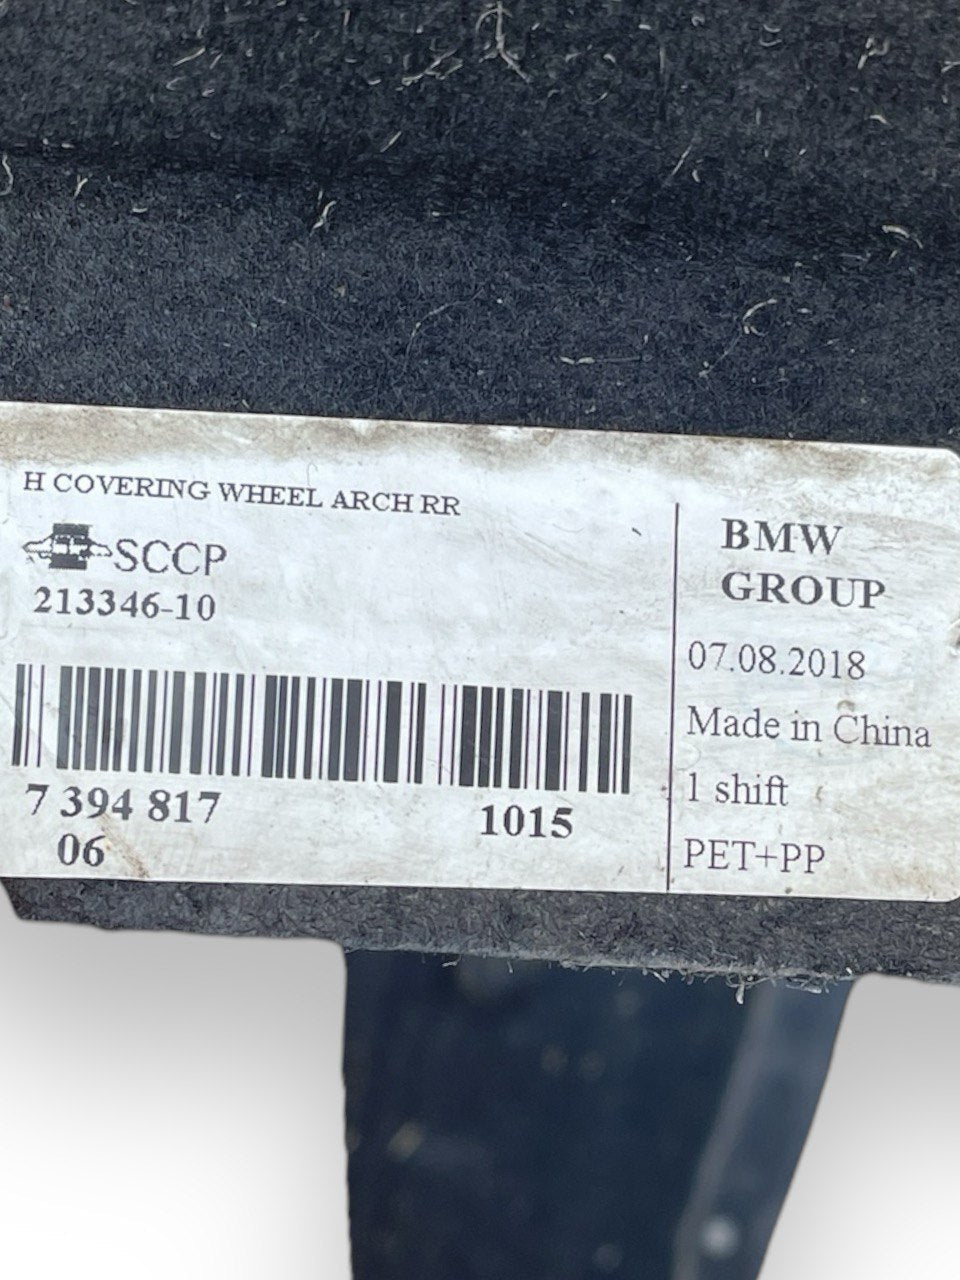 H COVERING WHEEL ARCH RR
SCCP
213346-10
7 394 817
1015
06
BMW
GROUP
07.08.2018
Made in China
1 shift
PET+PP